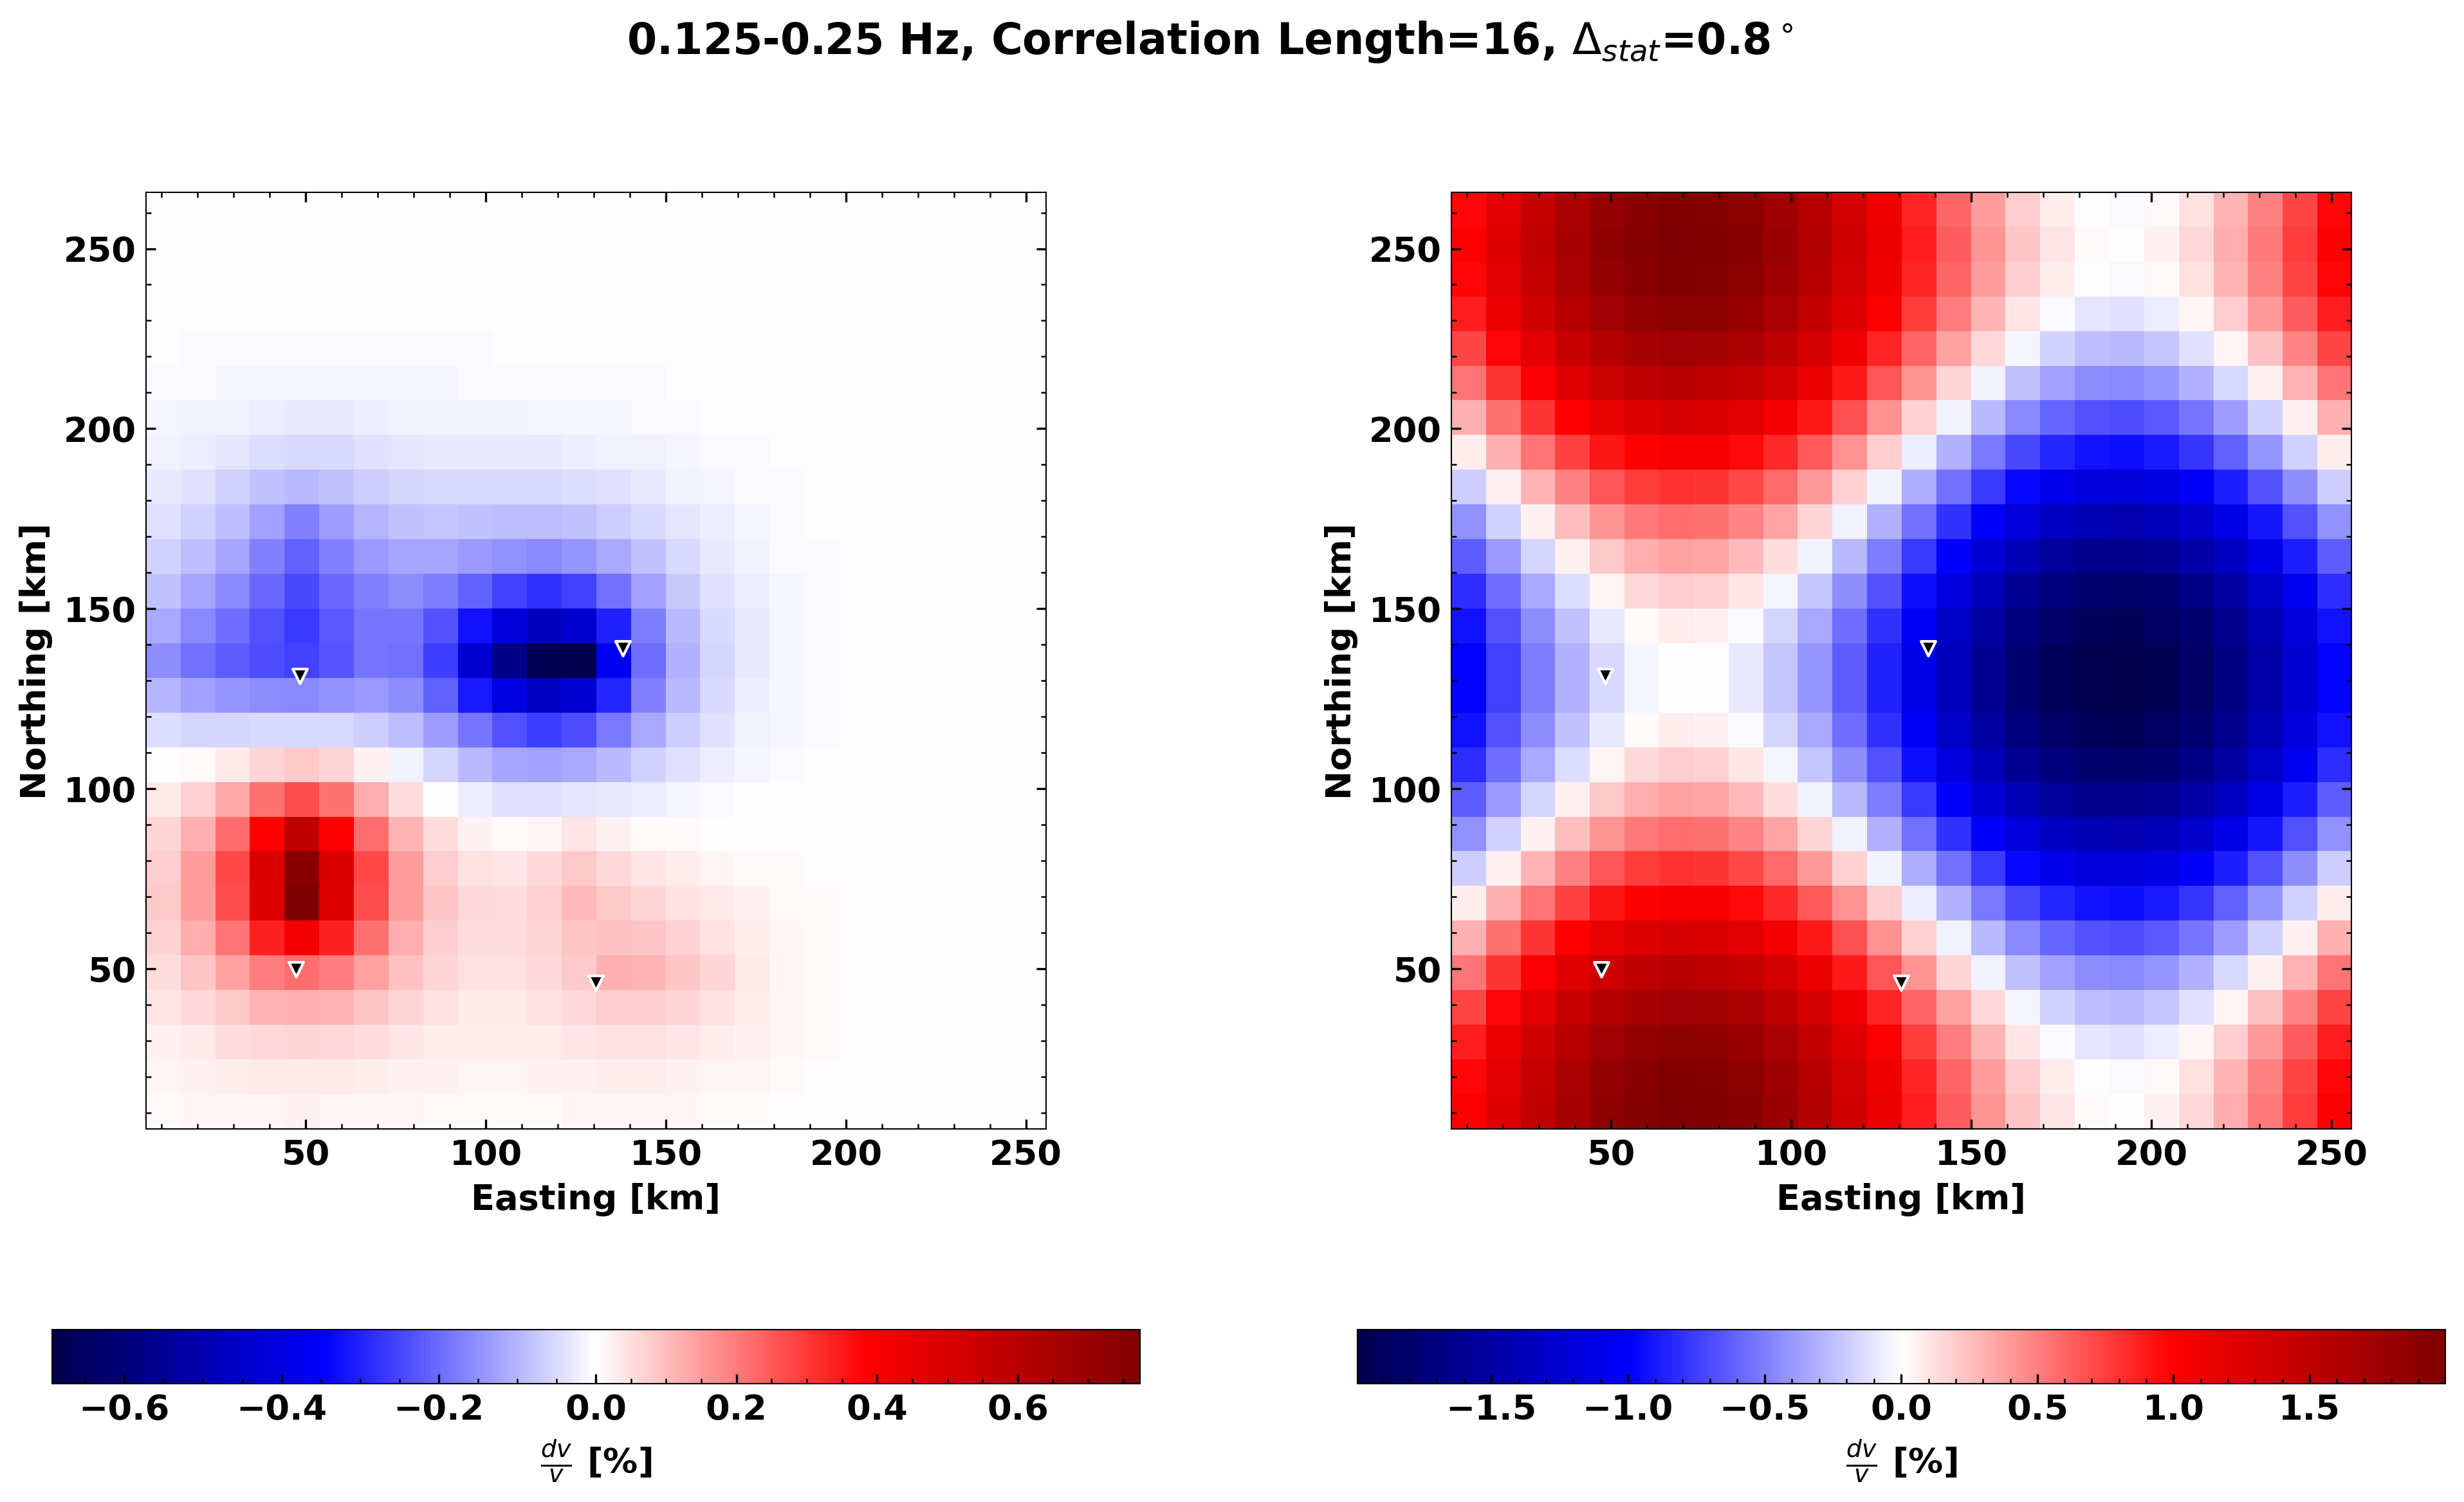 0.125-0.25 Hz, Correlation Length=16, Δstat=0.8°
250
200
150
100
50
Northing [km]
50 100 150 200 250
Easting [km]
250
200
150
100
50
Northing [km]
50 100 150 200 250
Easting [km]
−0.6 −0.4 −0.2 0.0 0.2 0.4 0.6
dv/v [%]
−1.5 −1.0 −0.5 0.0 0.5 1.0 1.5
dv/v [%]